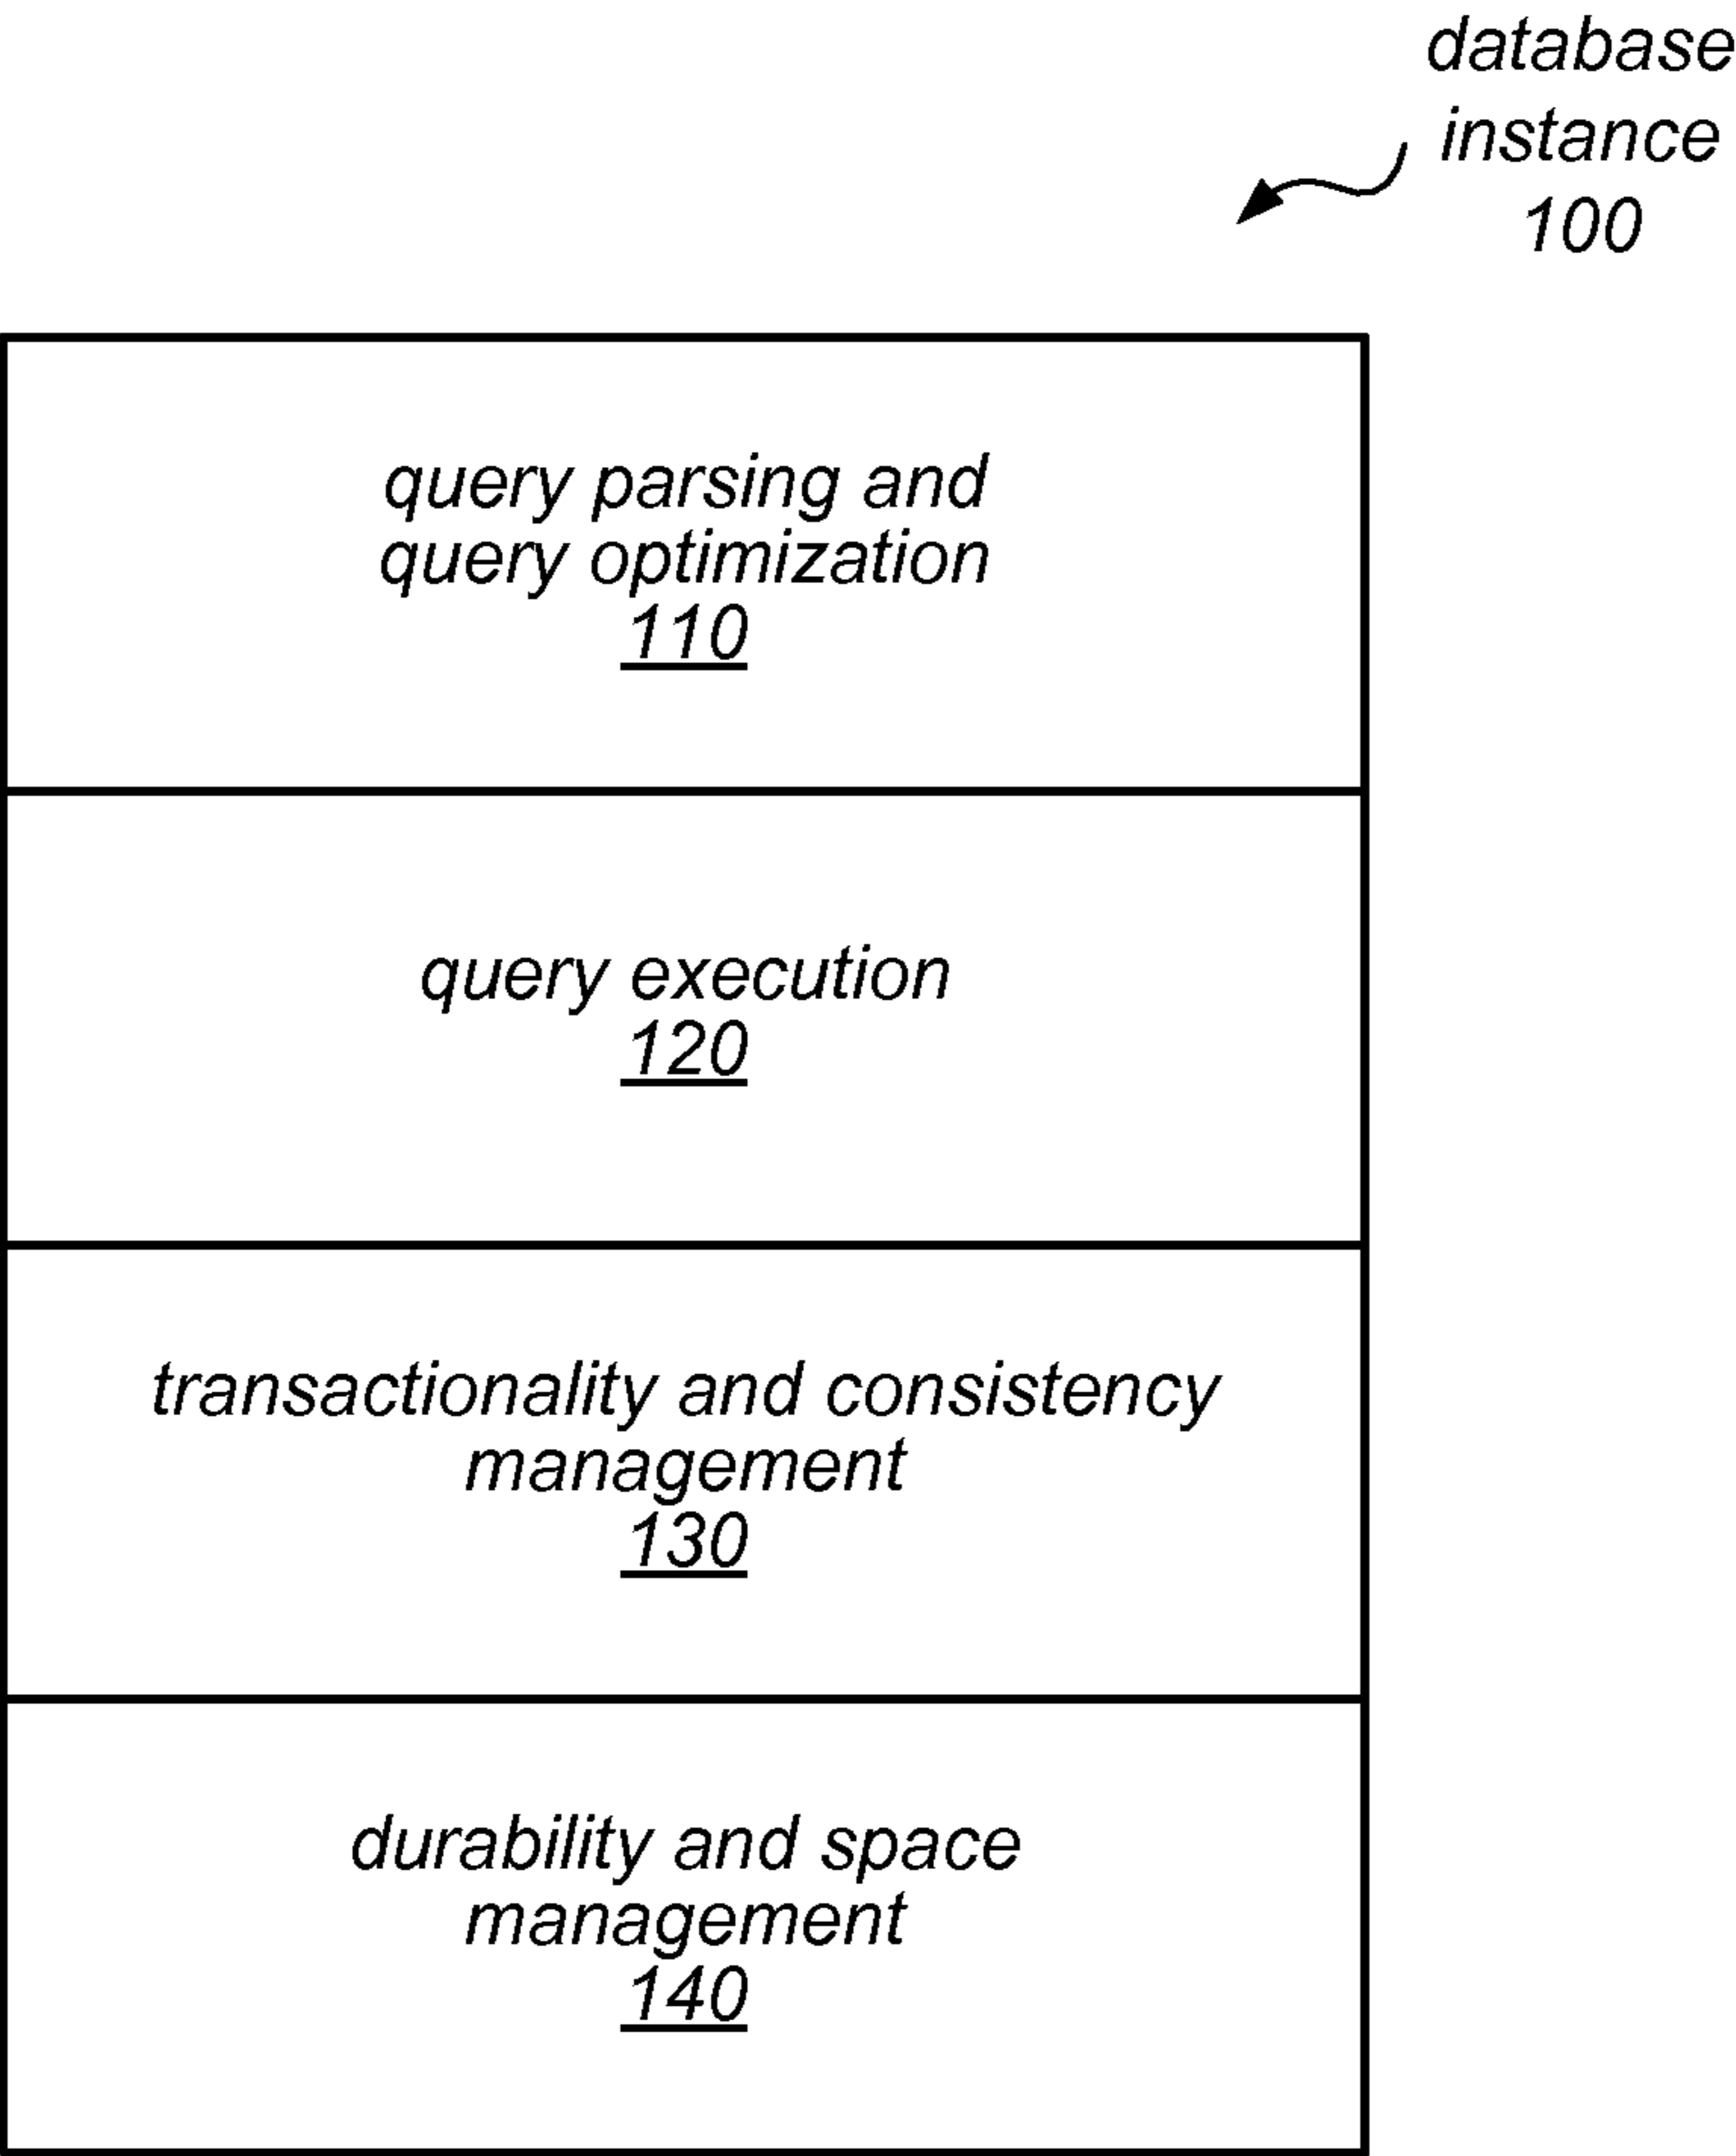 database
instance
100
query parsing and
query optimization
110
query execution
120
transactionality and consistency
management
130
durability and space
management
140